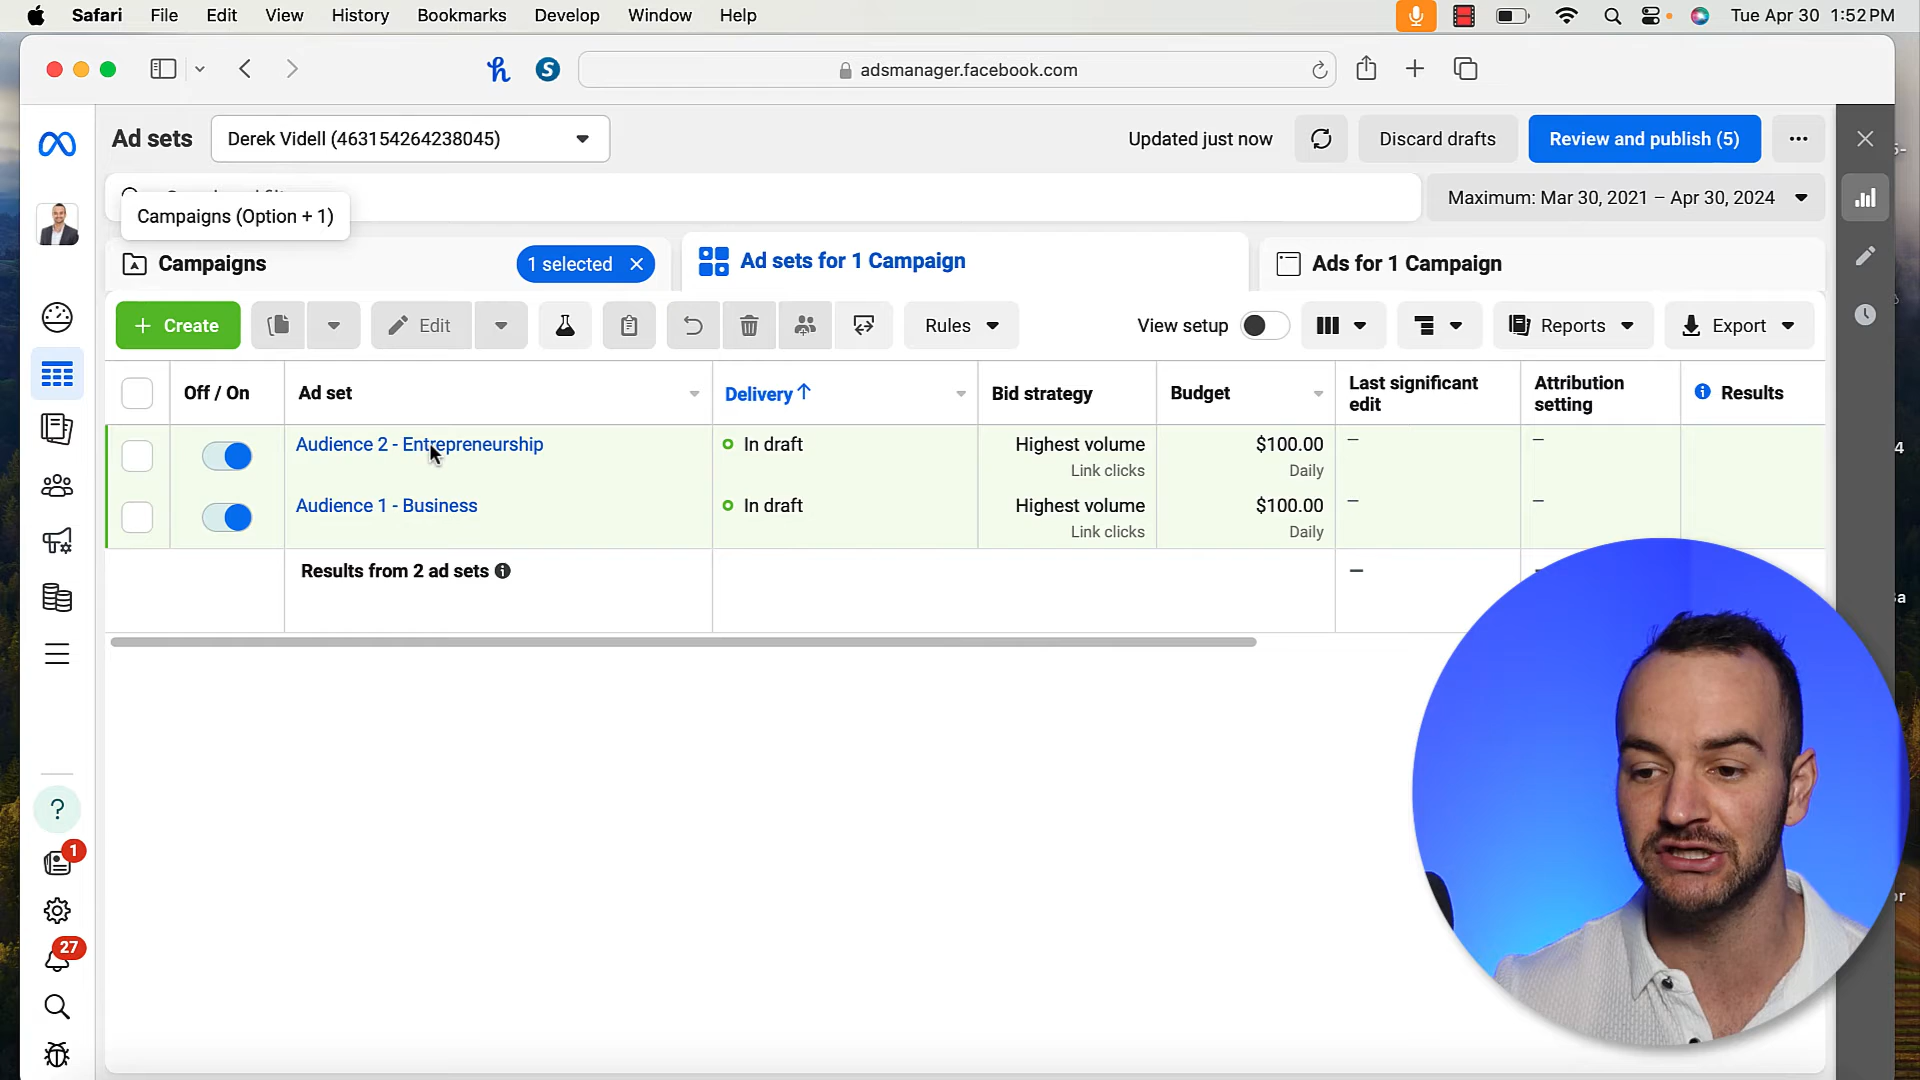 Safari File Edit View History Bookmarks Develop Window Help Tue Apr 30 1:52 PM
adsmanager.facebook.com
Ad sets Derek Videll (463154264238045) Updated just now Discard drafts Review and publish (5)
Maximum: Mar 30, 2021 – Apr 30, 2024
Campaigns (Option + 1)
Campaigns 1 selected Ad sets for 1 Campaign Ads for 1 Campaign
+ Create Edit Rules View setup Reports Export
Off / On Ad set Delivery↑ Bid strategy Budget Last significant edit Attribution setting Results
Audience 2 - Entrepreneurship In draft Highest volume $100.00 — —
Link clicks Daily
Audience 1 - Business In draft Highest volume $100.00 — —
Link clicks Daily
Results from 2 ad sets —
?
1
27